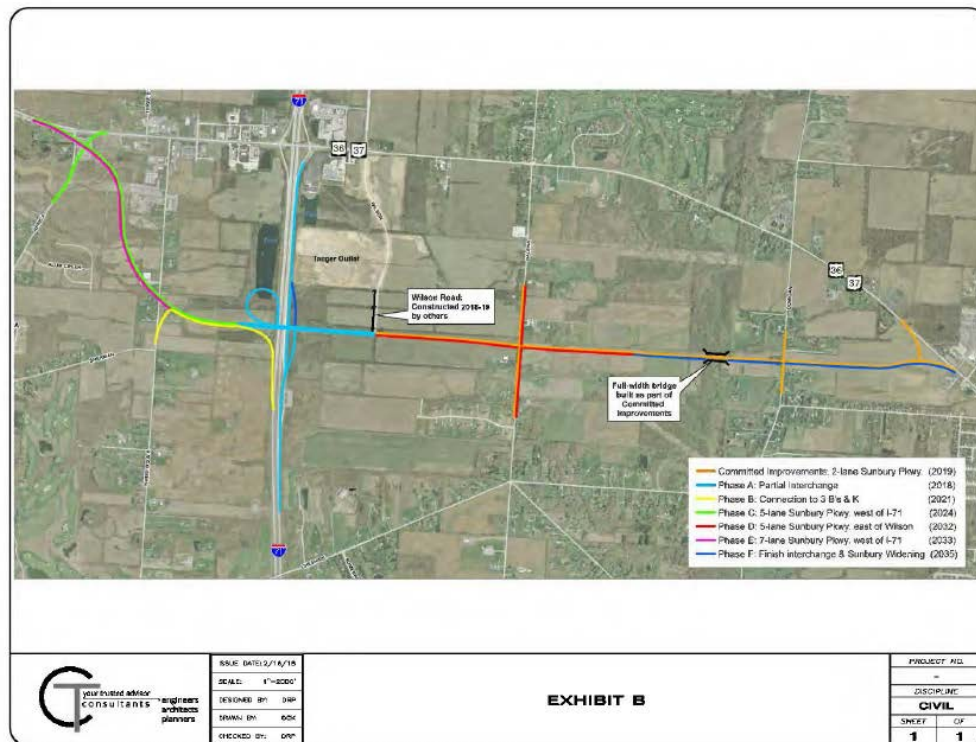 71
36
37
WILSON
Tanger Outlet
Wilson Road:
Constructed 2018-19
by others
36
37
Full-width bridge
built as part of
Committed
Improvements
71
Committed Improvements: 2-lane Sunbury Pkwy. (2019)
Phase A: Partial Interchange (2018)
Phase B: Connection to 3 B's & K (2021)
Phase C: 5-lane Sunbury Pkwy. west of I-71 (2024)
Phase D: 5-lane Sunbury Pkwy. east of Wilson (2032)
Phase E: 7-lane Sunbury Pkwy. west of I-71 (2033)
Phase F: Finish interchange & Sunbury Widening (2035)
CT
your trusted advisor
consultants
engineers
architects
planners
ISSUE DATE: 2/16/18
SCALE: 1"=2000'
DESIGNED BY: DRP
DRAWN BY:
CHECKED BY: DRP
EXHIBIT B
PROJECT NO.
-
DISCIPLINE
CIVIL
SHEET OF
1 1